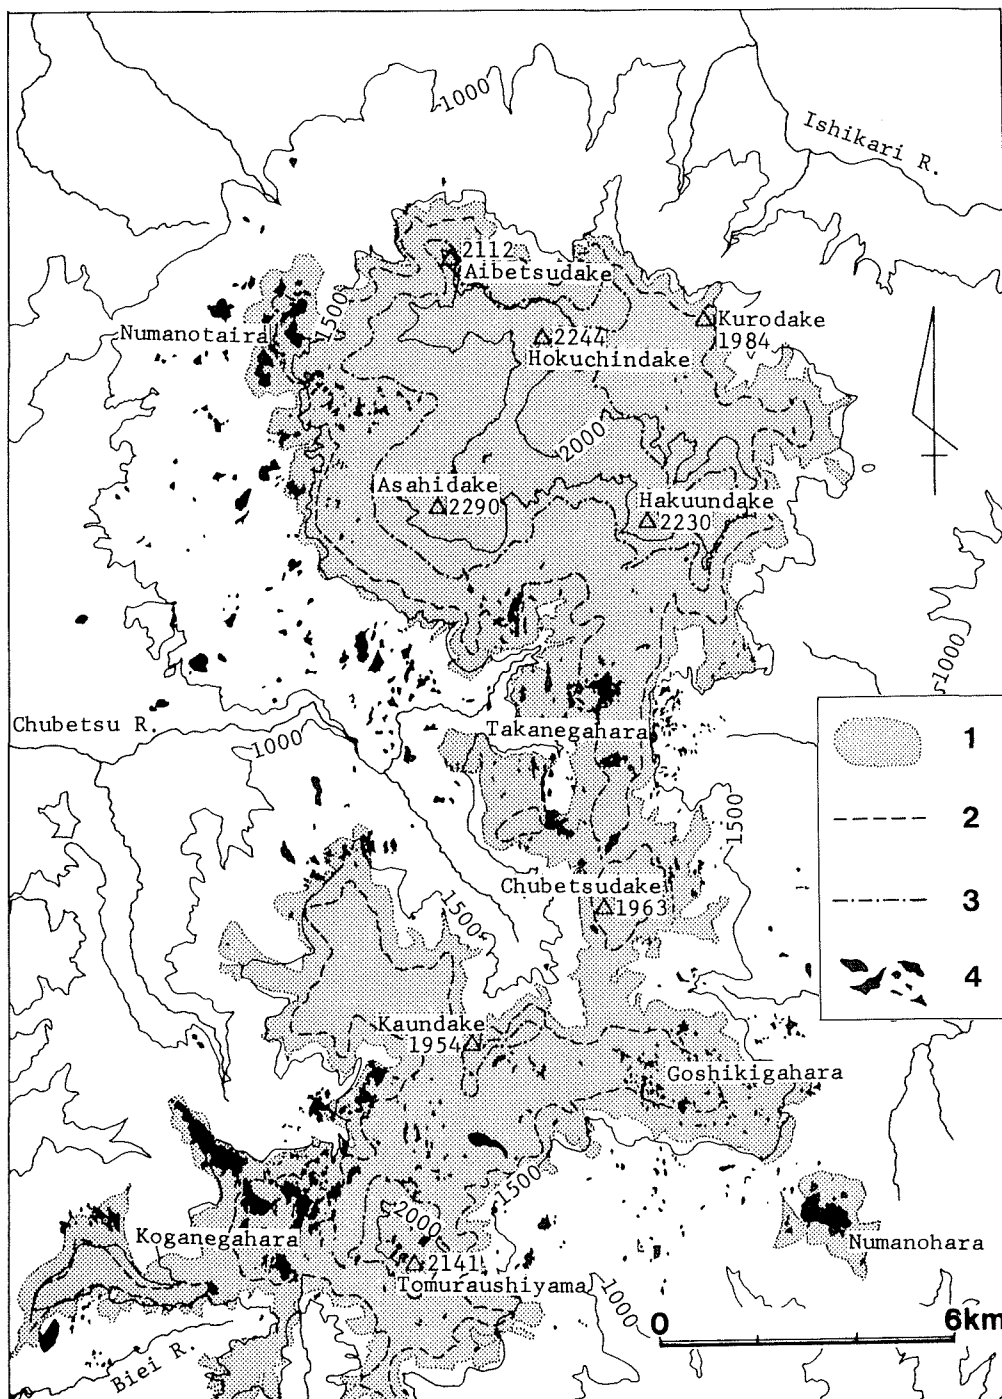 1000
Ishikari R.
2112
Aibetsudake
1500
Numanotaira
Kurodake
1984
2244
Hokuchindake
2000
Asahidake
2290
Hakuundake
2230
1000
Chubetsu R.
1000
Takanegahara
1500
Chubetsudake
1963
1500
1
2
3
4
Kaundake
1954
Goshikigahara
1500
2000
Koganegahara
2141
Tomuraushiyama
Numanohara
1000
0
6km
Biei R.